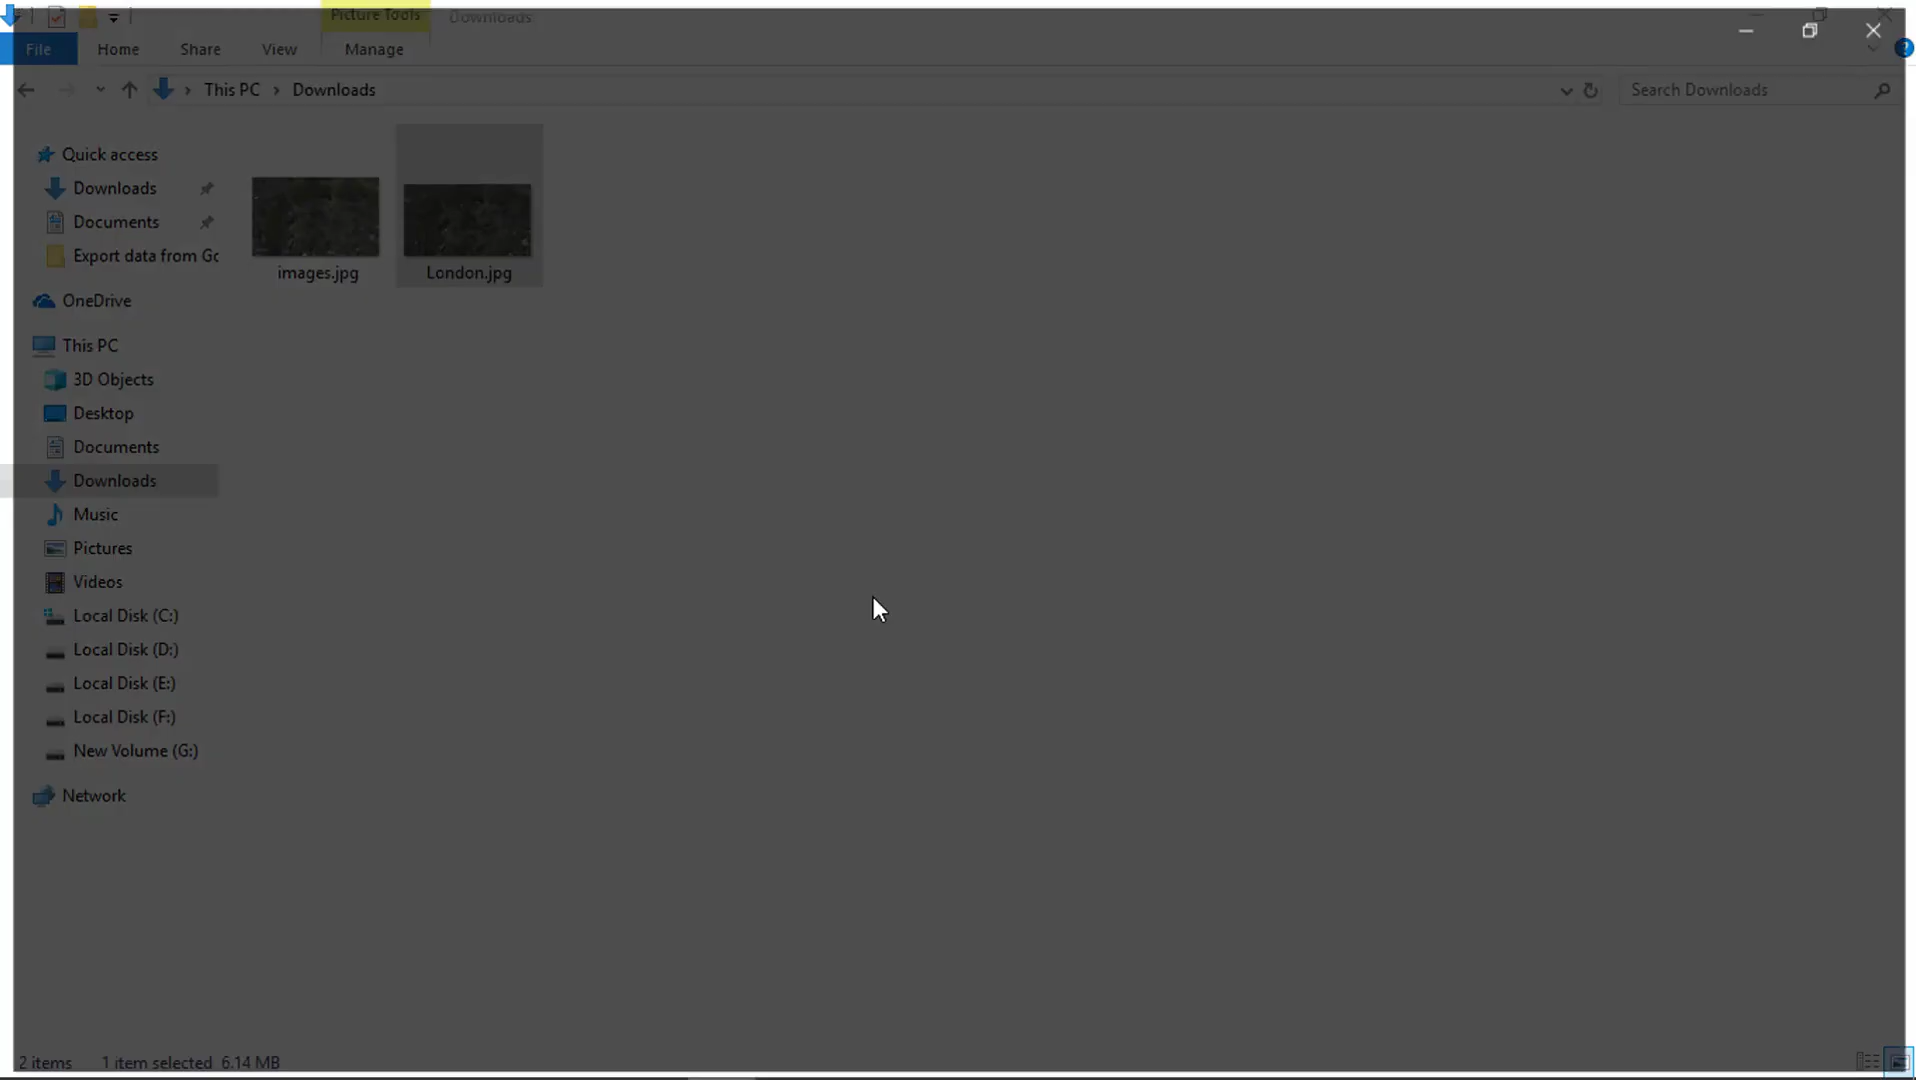 Picture Tools
Downloads
File
Home
Share
View
Manage
This PC
Downloads
Search Downloads
Quick access
Downloads
Documents
Export data from Gc
OneDrive
This PC
3D Objects
Desktop
Documents
Downloads
Music
Pictures
Videos
Local Disk (C:)
Local Disk (D:)
Local Disk (E:)
Local Disk (F:)
New Volume (G:)
Network
images.jpg
London.jpg
2 items
1 item selected 6.14 MB